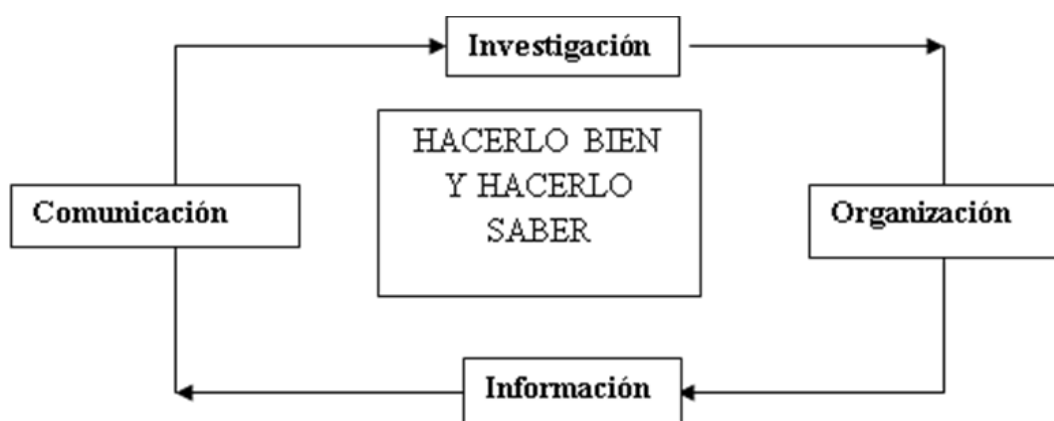 Investigación
HACERLO BIEN
Y HACERLO
SABER
Comunicación
Organización
Información